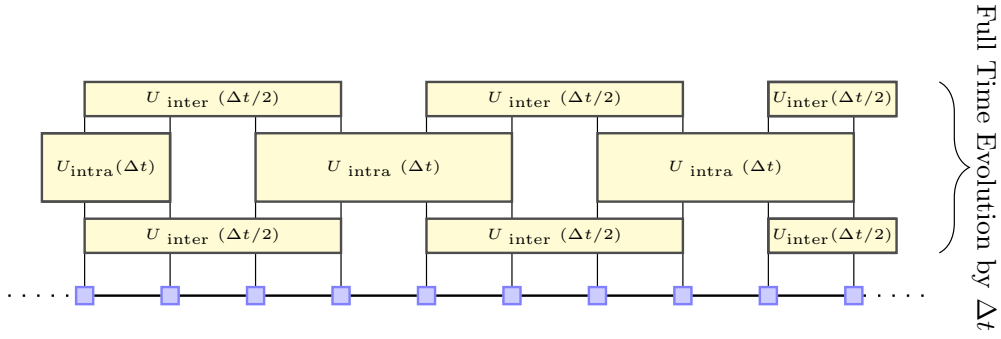 U inter (Δt/2)
U inter (Δt/2)
Uinter(Δt/2)
Uintra(Δt)
U intra (Δt)
U intra (Δt)
U inter (Δt/2)
U inter (Δt/2)
Uinter(Δt/2)
Full Time Evolution by Δt